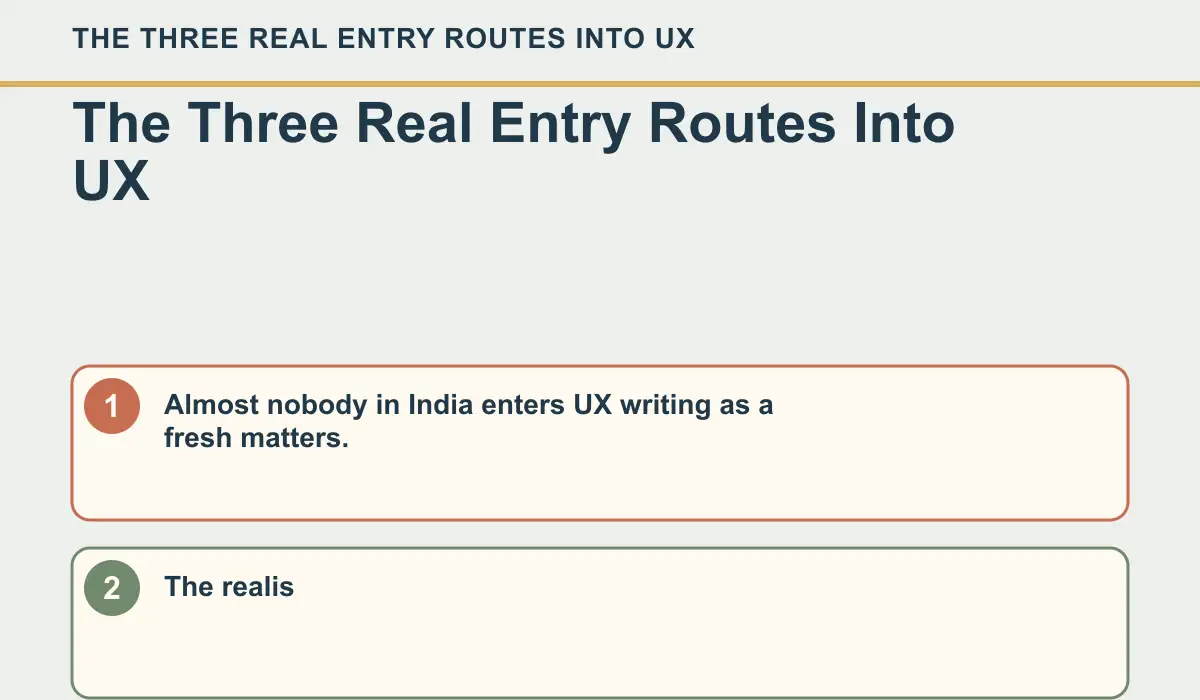 THE THREE REAL ENTRY ROUTES INTO UX
The Three Real Entry Routes Into
UX
1
Almost nobody in India enters UX writing as a
fresh matters.
2
The realis